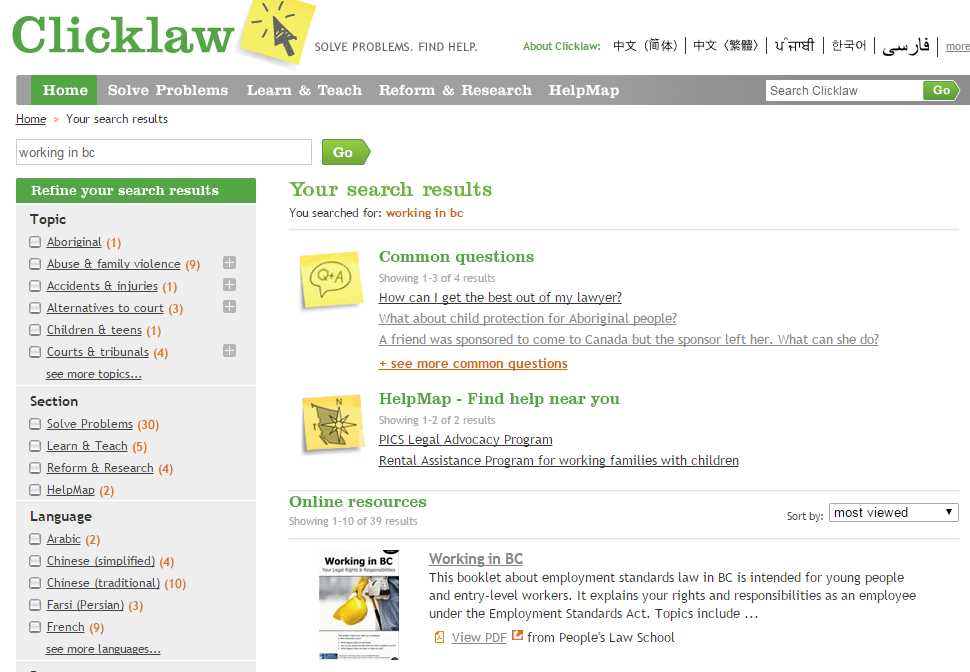 Clicklaw
SOLVE PROBLEMS. FIND HELP.
About Clicklaw: 中文 (简体) 中文 (繁體) ਪੰਜਾਬੀ 한국어 فارسی more
Home Solve Problems Learn & Teach Reform & Research HelpMap
Search Clicklaw Go
Home > Your search results
working in bc Go
Refine your search results
Topic
Aboriginal (1)
Abuse & family violence (9)
Accidents & injuries (1)
Alternatives to court (3)
Children & teens (1)
Courts & tribunals (4)
see more topics...
Section
Solve Problems (30)
Learn & Teach (5)
Reform & Research (4)
HelpMap (2)
Language
Arabic (2)
Chinese (simplified) (4)
Chinese (traditional) (10)
Farsi (Persian) (3)
French (9)
see more languages...
Your search results
You searched for: working in bc
Q+A
Common questions
Showing 1-3 of 4 results
How can I get the best out of my lawyer?
What about child protection for Aboriginal people?
A friend was sponsored to come to Canada but the sponsor left her. What can she do?
+ see more common questions
N
HelpMap - Find help near you
Showing 1-2 of 2 results
PICS Legal Advocacy Program
Rental Assistance Program for working families with children
Online resources
Showing 1-10 of 39 results
Sort by: most viewed
Working in BC
Your Legal Rights & Responsibilities
Working in BC
This booklet about employment standards law in BC is intended for young people
and entry-level workers. It explains your rights and responsibilities as an employee
under the Employment Standards Act. Topics include ...
View PDF from People's Law School